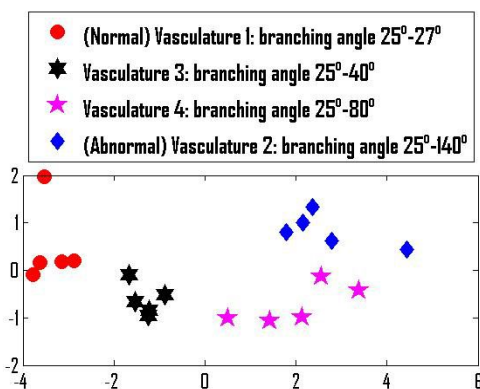 (Normal) Vasculature 1: branching angle 25°-27°
Vasculature 3: branching angle 25°-40°
Vasculature 4: branching angle 25°-80°
(Abnormal) Vasculature 2: branching angle 25°-140°
2
1
0
-1
-2
-4 -2 0 2 4 6